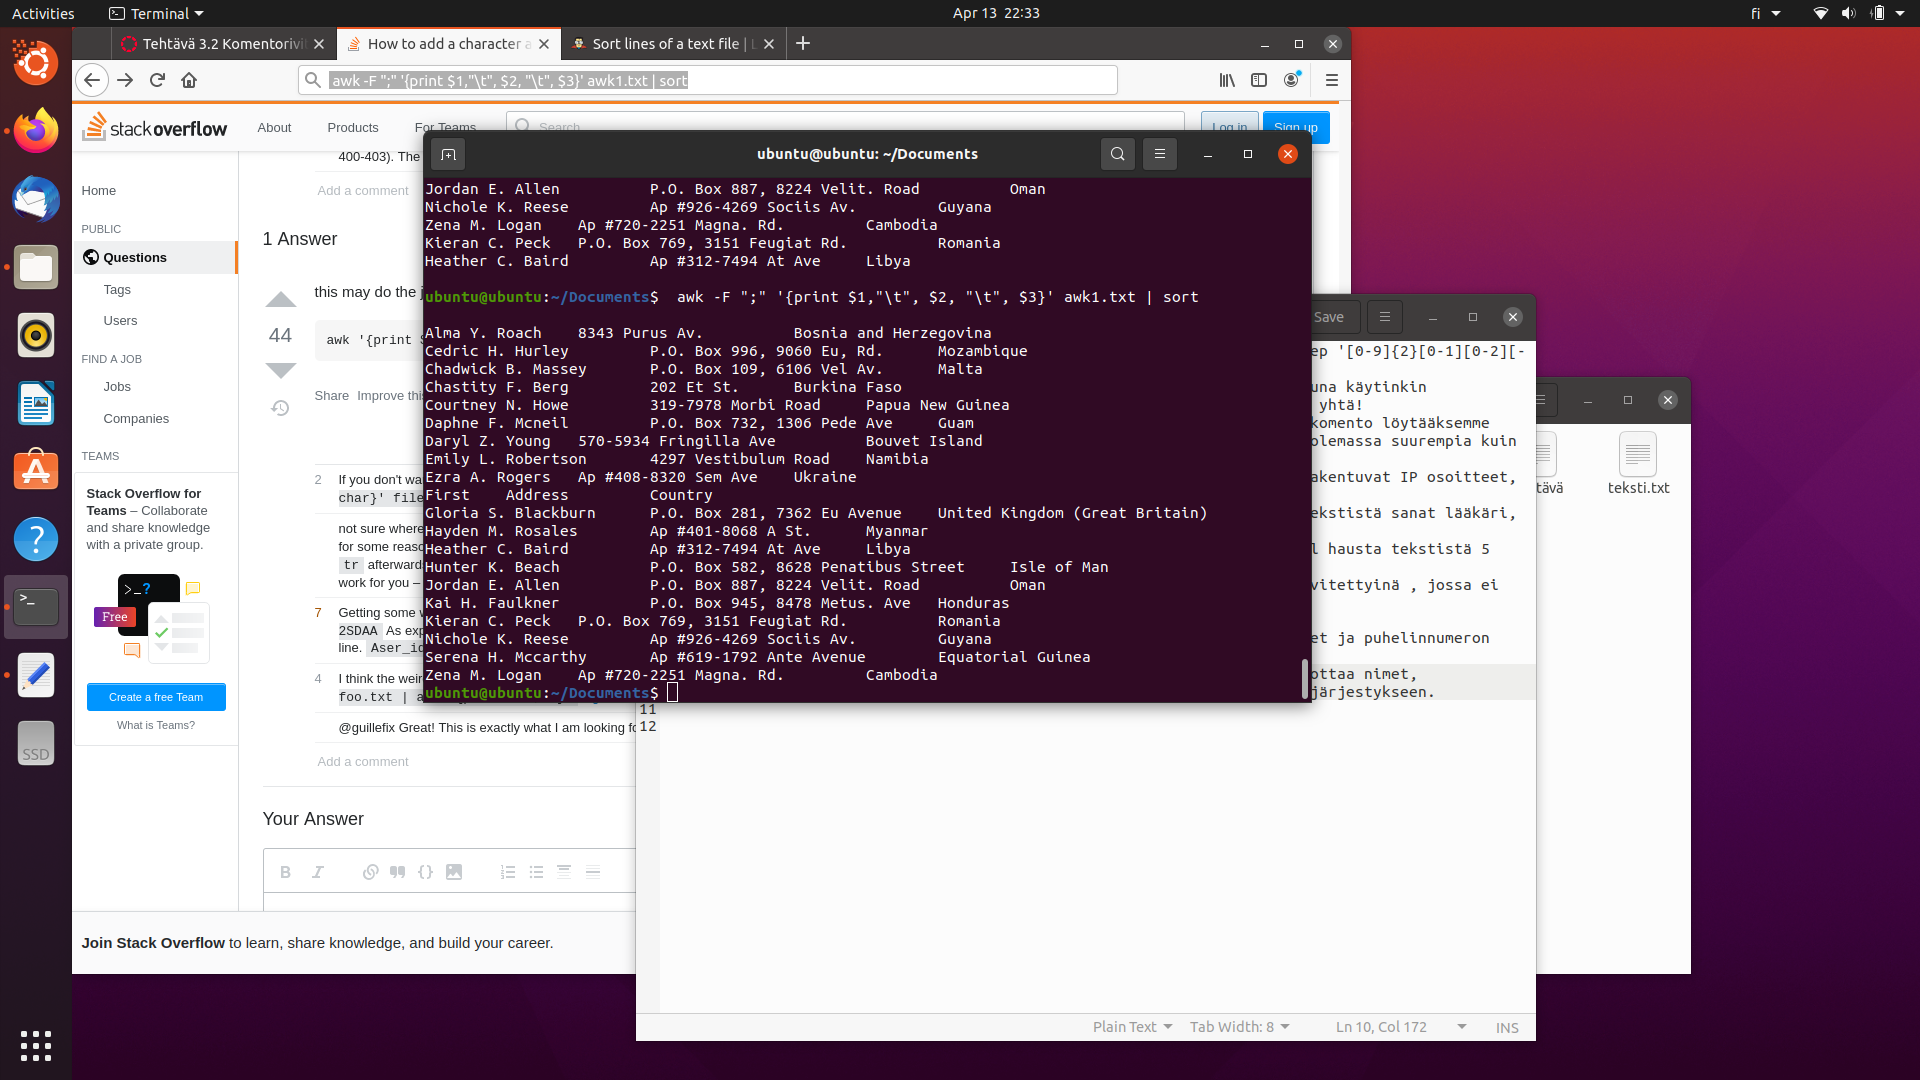 Activities
Terminal
Apr 13 22:33
fi
Tehtävä 3.2 Komentorivi
How to add a character a
Sort lines of a text file |
awk -F ";" '{print $1,"\t", $2, "\t", $3}' awk1.txt | sort
stackoverflow
About
Products
For Teams
Search
Log in
Sign up
Home
PUBLIC
Questions
Tags
Users
FIND A JOB
Jobs
Companies
TEAMS
Stack Overflow for
Teams – Collaborate
and share knowledge
with a private group.
>_?
Free
Create a free Team
What is Teams?
400-403). The
Add a comment
1 Answer
this may do the j
44
awk '{print $
Share Improve this
2 If you don't wa
char}' file
not sure where
for some reaso
tr afterward
work for you –
7 Getting some w
2SDAA As exp
line. Aser_id
4 I think the weir
foo.txt | a
@guillefix Great! This is exactly what I am looking fo
Add a comment
Your Answer
B I
Join Stack Overflow to learn, share knowledge, and build your career.
ubuntu@ubuntu: ~/Documents
Jordan E. Allen P.O. Box 887, 8224 Velit. Road Oman
Nichole K. Reese Ap #926-4269 Sociis Av. Guyana
Zena M. Logan Ap #720-2251 Magna. Rd. Cambodia
Kieran C. Peck P.O. Box 769, 3151 Feugiat Rd. Romania
Heather C. Baird Ap #312-7494 At Ave Libya
ubuntu@ubuntu:~/Documents$ awk -F ";" '{print $1,"\t", $2, "\t", $3}' awk1.txt | sort
Alma Y. Roach 8343 Purus Av. Bosnia and Herzegovina
Cedric H. Hurley P.O. Box 996, 9060 Eu, Rd. Mozambique
Chadwick B. Massey P.O. Box 109, 6106 Vel Av. Malta
Chastity F. Berg 202 Et St. Burkina Faso
Courtney N. Howe 319-7978 Morbi Road Papua New Guinea
Daphne F. Mcneil P.O. Box 732, 1306 Pede Ave Guam
Daryl Z. Young 570-5934 Fringilla Ave Bouvet Island
Emily L. Robertson 4297 Vestibulum Road Namibia
Ezra A. Rogers Ap #408-8320 Sem Ave Ukraine
First Address Country
Gloria S. Blackburn P.O. Box 281, 7362 Eu Avenue United Kingdom (Great Britain)
Hayden M. Rosales Ap #401-8068 A St. Myanmar
Heather C. Baird Ap #312-7494 At Ave Libya
Hunter K. Beach P.O. Box 582, 8628 Penatibus Street Isle of Man
Jordan E. Allen P.O. Box 887, 8224 Velit. Road Oman
Kai H. Faulkner P.O. Box 945, 8478 Metus. Ave Honduras
Kieran C. Peck P.O. Box 769, 3151 Feugiat Rd. Romania
Nichole K. Reese Ap #926-4269 Sociis Av. Guyana
Serena H. Mccarthy Ap #619-1792 Ante Avenue Equatorial Guinea
Zena M. Logan Ap #720-2251 Magna. Rd. Cambodia
ubuntu@ubuntu:~/Documents$
Save
ep '[0-9]{2}[0-1][0-2][-
una käytinkin
yhtä!
komento löytääksemme
olemassa suurempia kuin
akentuvat IP osoitteet,
ekstistä sanat lääkäri,
l hausta tekstistä 5
vitettyinä , jossa ei
et ja puhelinnumeron
ottaa nimet,
järjestykseen.
11
12
Plain Text
Tab Width: 8
Ln 10, Col 172
INS
tävä
teksti.txt
SSD